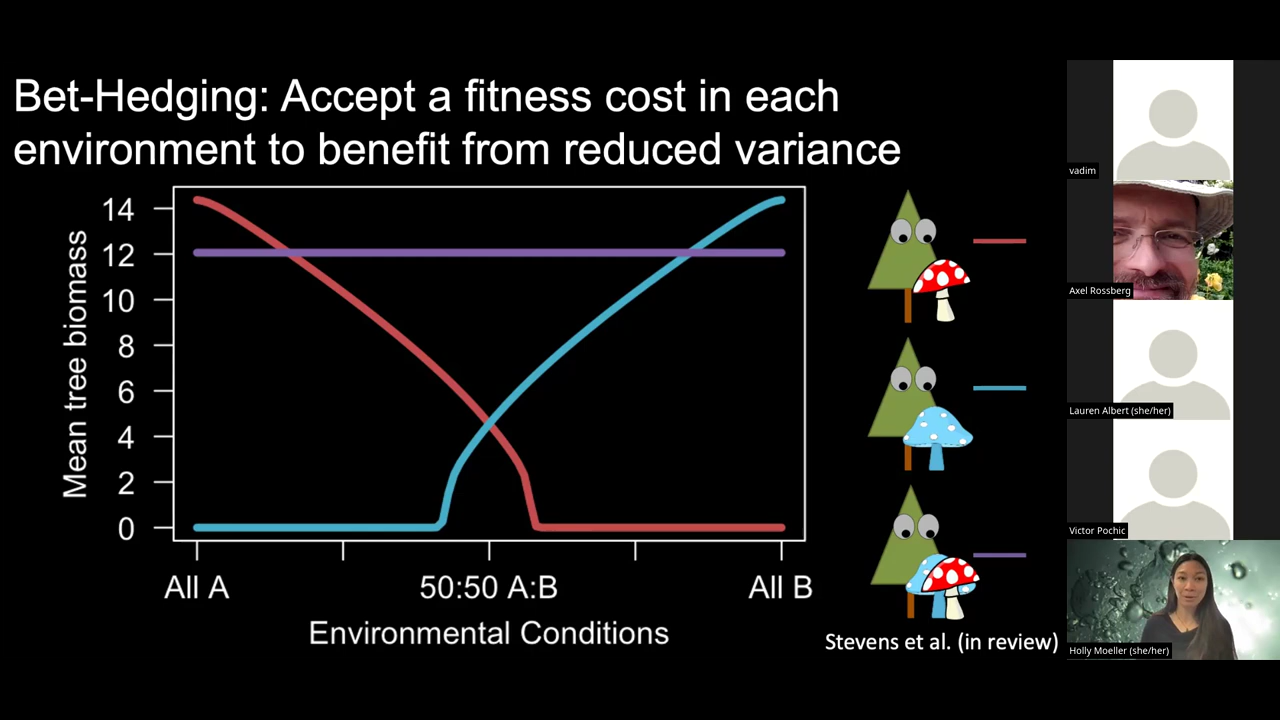 Bet-Hedging: Accept a fitness cost in each
environment to benefit from reduced variance
Mean tree biomass
14
12
10
8
6
4
2
0
All A
50:50 A:B
All B
Environmental Conditions
Stevens et al. (in review)
vadim
Axel Rossberg
Lauren Albert (she/her)
Victor Pochic
Holly Moeller (she/her)